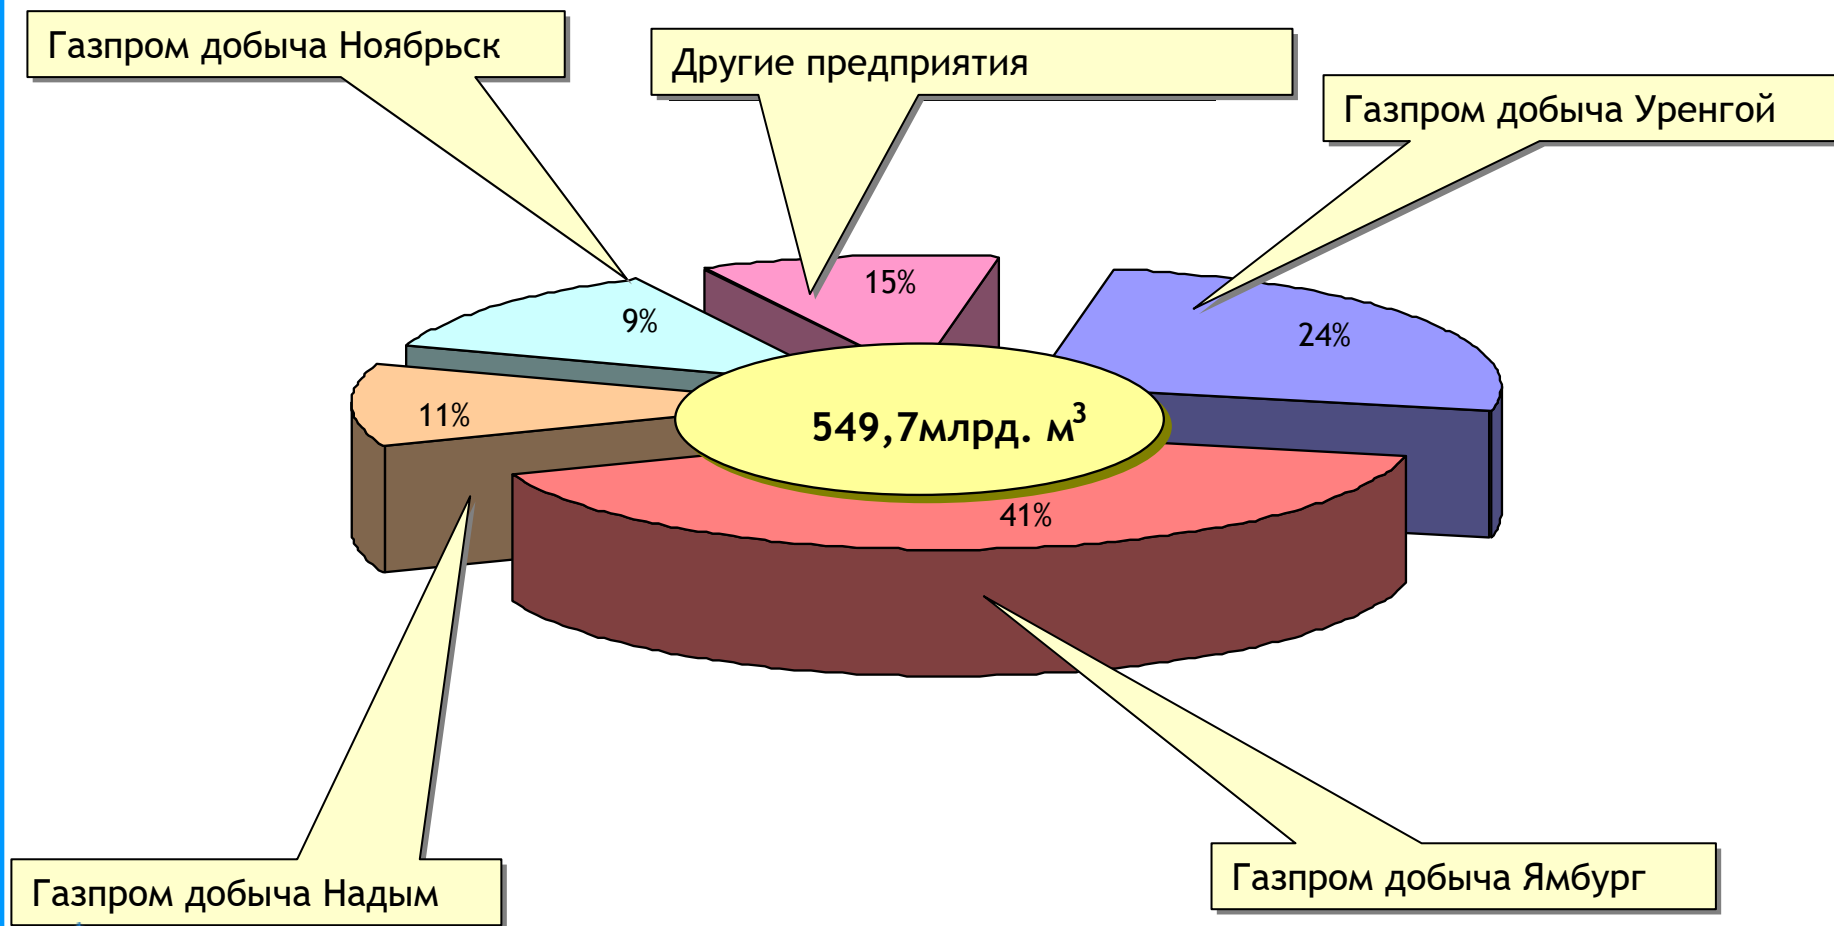 Газпром добыча Ноябрьск
Другие предприятия
Газпром добыча Уренгой
15%
9%
24%
11%
549,7млрд. м³
41%
Газпром добыча Ямбург
Газпром добыча Надым